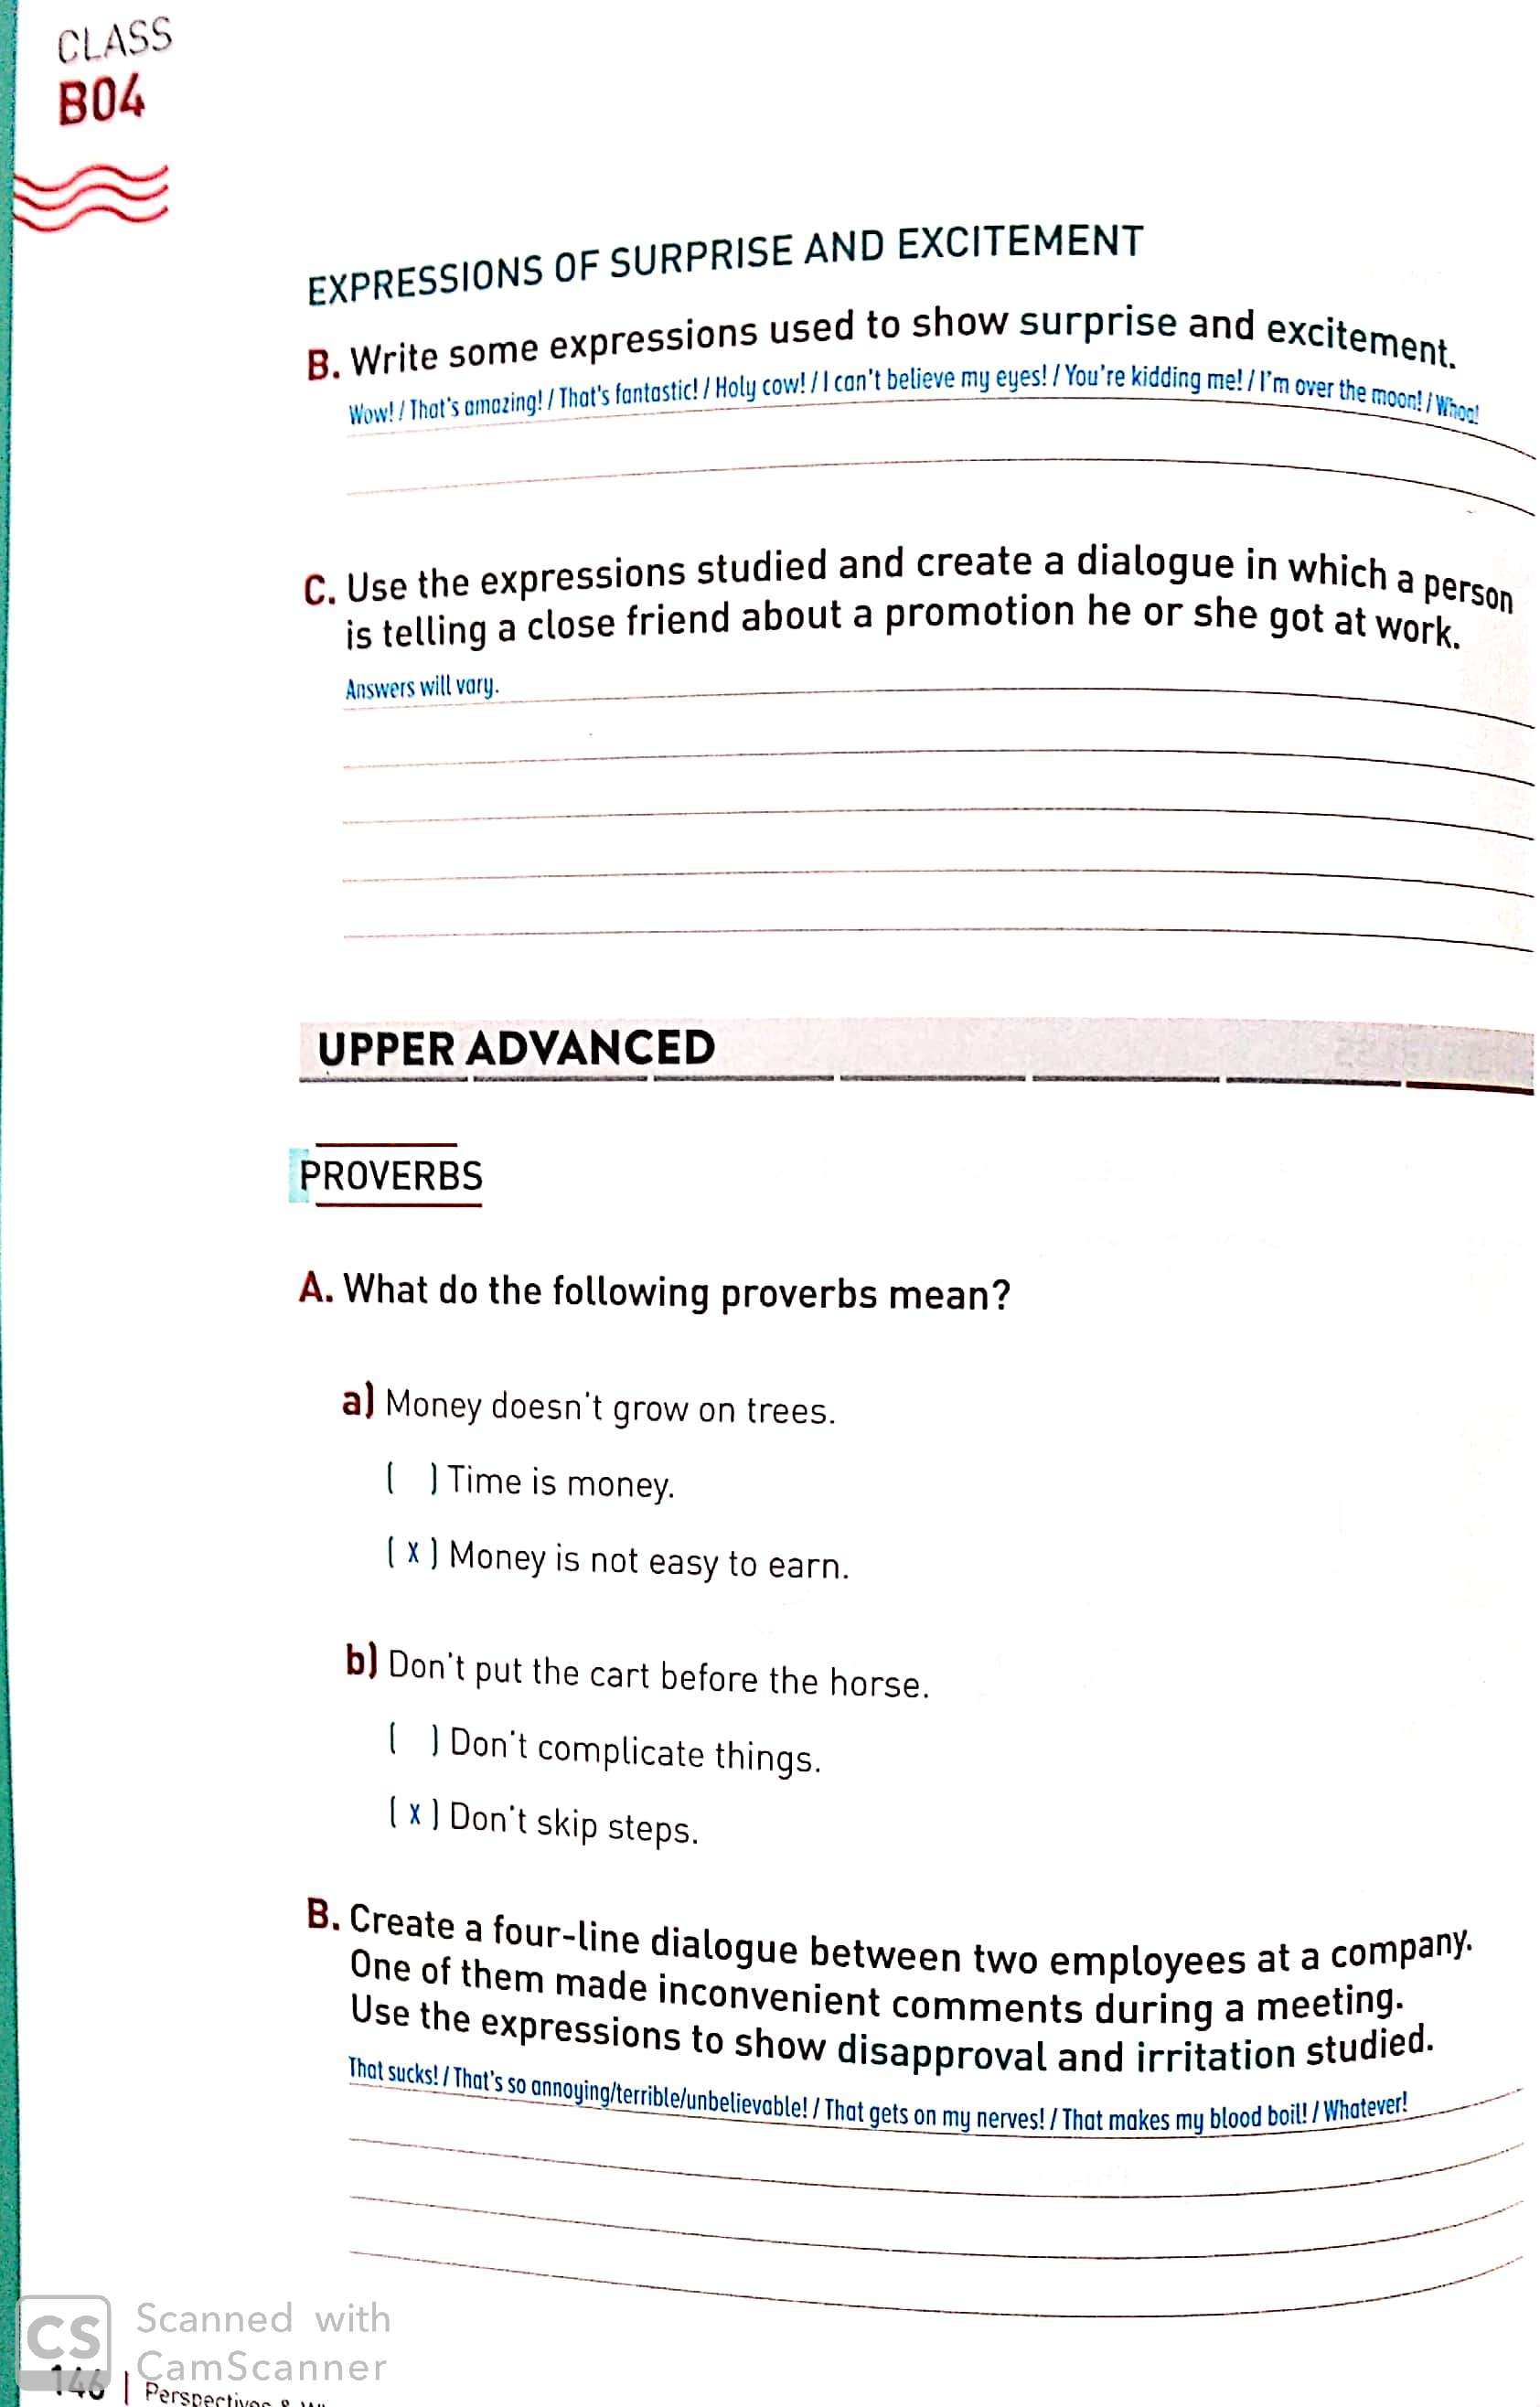 CLASS
B04
EXPRESSIONS OF SURPRISE AND EXCITEMENT
B. Write some expressions used to show surprise and excitement.
Wow! / That's amazing! / That's fantastic! / Holy cow! / I can't believe my eyes! / You're kidding me! / I'm over the moon! / Whoa!
C. Use the expressions studied and create a dialogue in which a person
is telling a close friend about a promotion he or she got at work.
Answers will vary.
UPPER ADVANCED
PROVERBS
A. What do the following proverbs mean?
a) Money doesn't grow on trees.
( ) Time is money.
( x ) Money is not easy to earn.
b) Don't put the cart before the horse.
( ) Don't complicate things.
( x ) Don't skip steps.
B. Create a four-line dialogue between two employees at a company.
One of them made inconvenient comments during a meeting.
Use the expressions to show disapproval and irritation studied.
That sucks! / That's so annoying/terrible/unbelievable! / That gets on my nerves! / That makes my blood boil! / Whatever!
CS Scanned with
CamScanner
146 | Perspectives &